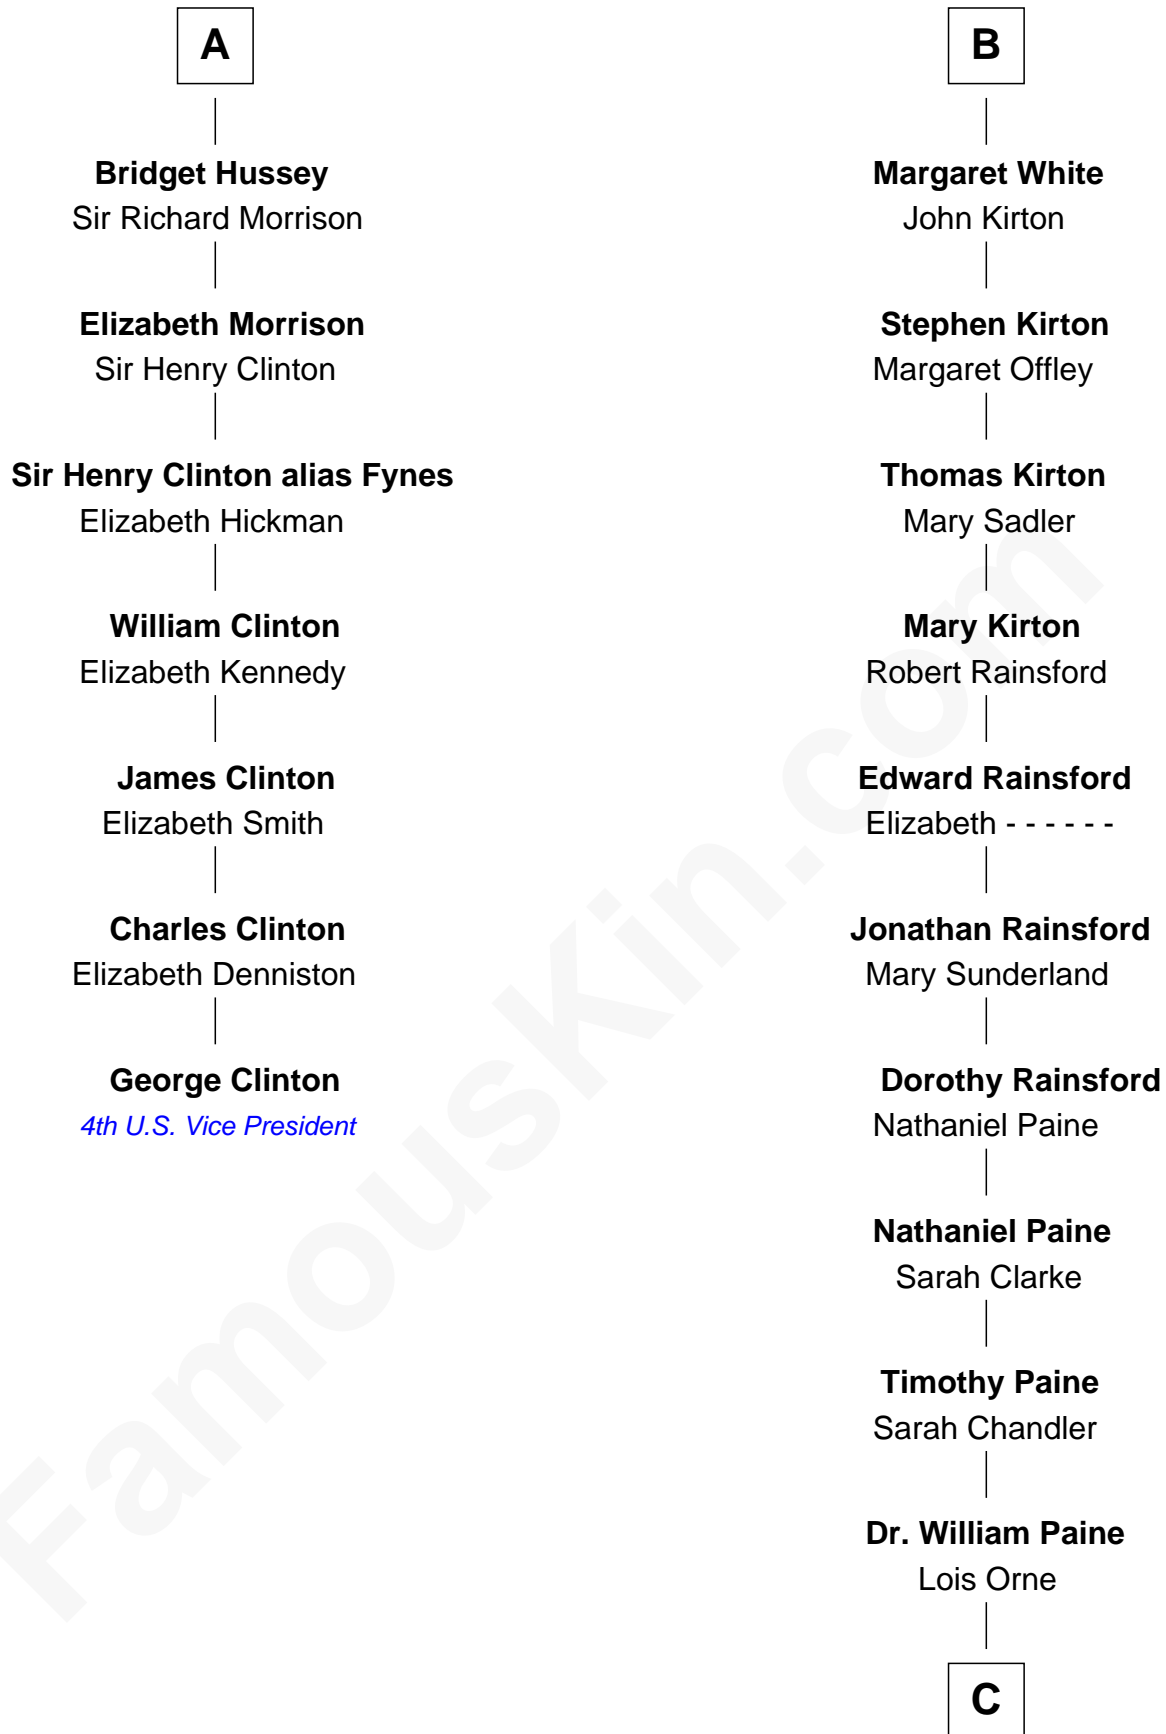 A
Bridget Hussey
Sir Richard Morrison
Elizabeth Morrison
Sir Henry Clinton
Sir Henry Clinton alias Fynes
Elizabeth Hickman
William Clinton
Elizabeth Kennedy
James Clinton
Elizabeth Smith
Charles Clinton
Elizabeth Denniston
George Clinton
4th U.S. Vice President
B
Margaret White
John Kirton
Stephen Kirton
Margaret Offley
Thomas Kirton
Mary Sadler
Mary Kirton
Robert Rainsford
Edward Rainsford
Elizabeth - - - - - -
Jonathan Rainsford
Mary Sunderland
Dorothy Rainsford
Nathaniel Paine
Nathaniel Paine
Sarah Clarke
Timothy Paine
Sarah Chandler
Dr. William Paine
Lois Orne
C
FamousKin.com